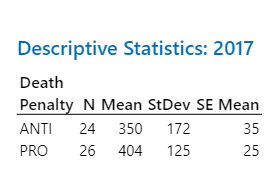 Descriptive Statistics: 2017
Death
Penalty N Mean StDev SE Mean
ANTI 24 350 172 35
PRO 26 404 125 25